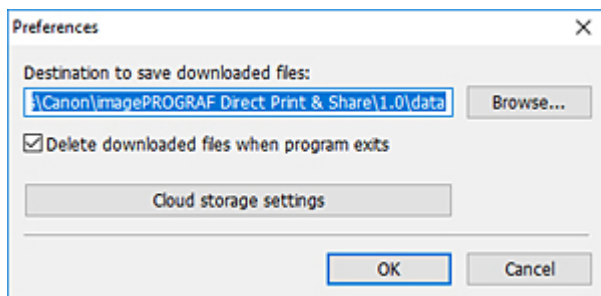 Preferences
Destination to save downloaded files:
\Canon\imagePROGRAF Direct Print & Share\1.0\data
Browse...
Delete downloaded files when program exits
Cloud storage settings
OK
Cancel